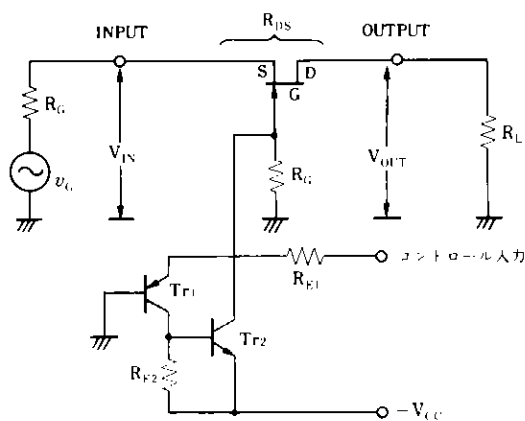 R_DS
INPUT
OUTPUT
S D
G
R_G
V_IN
R_G
V_OUT
R_L
v_G
R_E1
コントロール入力
Tr1
Tr2
R_E2
-V_CC